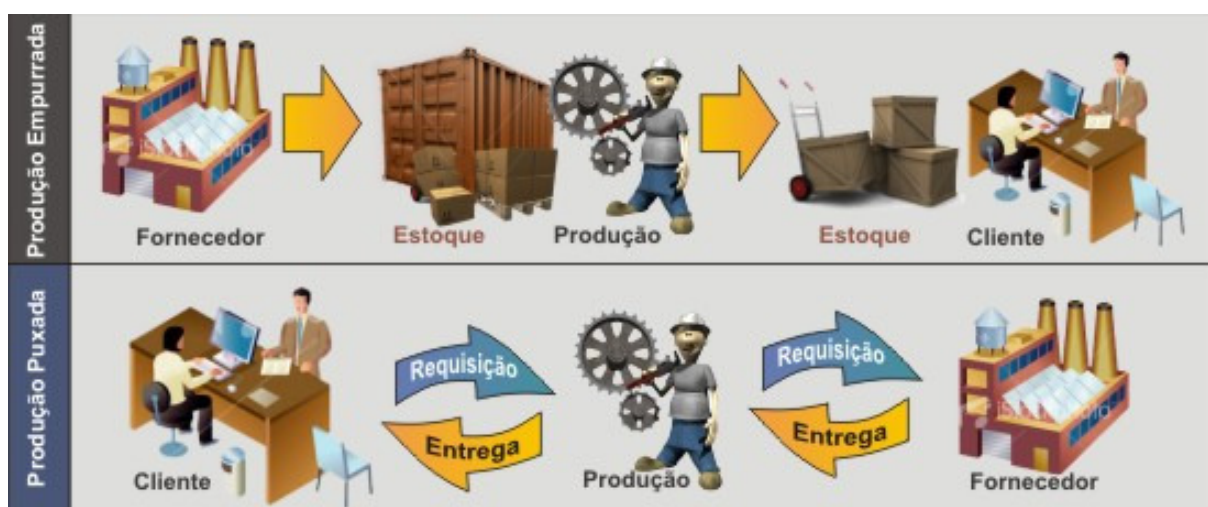 Produção Empurrada
Fornecedor
Estoque
Produção
Estoque
Cliente
Produção Puxada
Requisição
Requisição
Entrega
Entrega
Cliente
Produção
Fornecedor